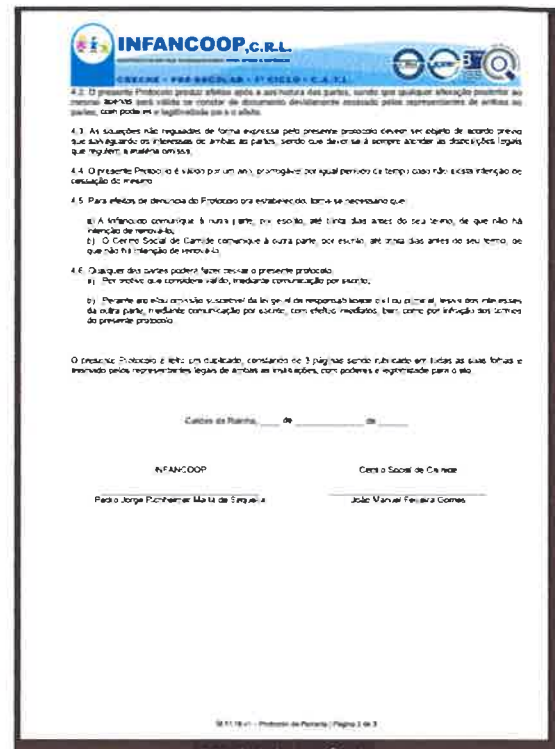 INFANCOOP, C.R.L.
CRECHE • PRÉ-ESCOLAR • 1º CICLO • C.A.T.L.
4.2. O presente Protocolo produz efeitos após a assinatura das partes, sendo que qualquer alteração posterior ao
mesmo apenas será válida se constar de documento devidamente assinado pelos representantes de ambas as
partes, com poderes e legitimidade para o efeito.
4.3. As situações não reguladas de forma expressa pelo presente protocolo devem ser objeto de acordo prévio
que salvaguarde os interesses de ambas as partes, sendo que dever-se-á sempre atender às disposições legais
que regulem a matéria omissa.
4.4. O presente Protocolo é válido por um ano, prorrogável por igual período de tempo caso não exista intenção de
cessação do mesmo.
4.5. Para efeitos de denúncia do Protocolo ora estabelecido, torna-se necessário que:
a) A Infancoop comunique à outra parte, por escrito, até trinta dias antes do seu termo, de que não há
intenção de renová-lo;
b) O Centro Social de Carnide comunique à outra parte, por escrito, até trinta dias antes do seu termo, de
que não há intenção de renová-lo.
4.6. Qualquer das partes poderá fazer cessar o presente protocolo:
a) Por motivo que considere válido, mediante comunicação por escrito;
b) Perante ato e/ou omissão suscetível da lei geral de responsabilidade civil ou criminal, lesiva dos interesses
da outra parte, mediante comunicação por escrito, com efeitos imediatos, bem como por infração dos termos
do presente protocolo.
O presente Protocolo é feito em duplicado, constando de 3 páginas sendo rubricado em todas as suas folhas e
assinado pelos representantes legais de ambas as instituições, com poderes e legitimidade para o ato.
Caldas da Rainha, ____ de ______________ de ______
INFANCOOP Centro Social de Carnide
Pedro Jorge Marta de Sequeira João Manuel Ferreira Gomes
Protocolo de Parceria | Página 3 de 3